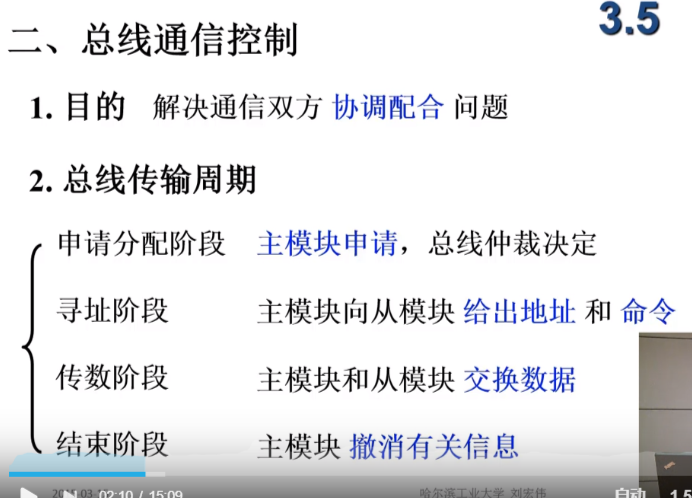 3.5
二、总线通信控制
1. 目的 解决通信双方 协调配合 问题
2. 总线传输周期
申请分配阶段 主模块申请，总线仲裁决定
寻址阶段 主模块向从模块 给出地址 和 命令
传数阶段 主模块和从模块 交换数据
结束阶段 主模块 撤消有关信息
02:10 / 15:09
哈尔滨工业大学 刘宏伟
自动 1.5